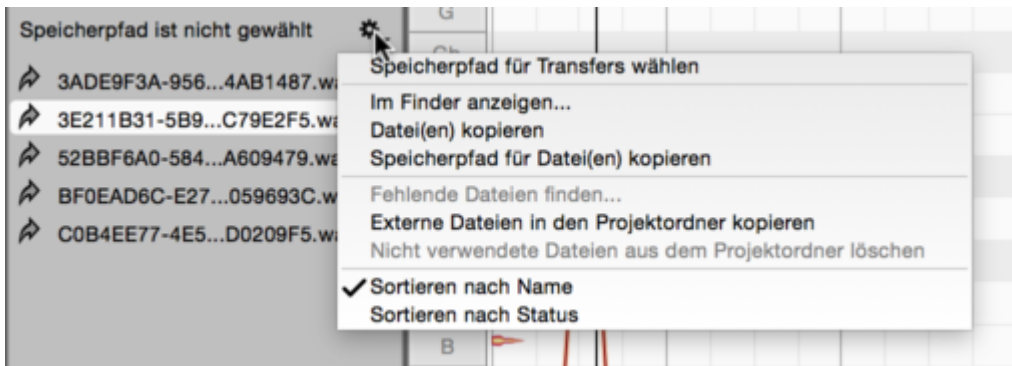 Speicherpfad ist nicht gewählt
G
Gb
3ADE9F3A-956...4AB1487.wa
3E211B31-5B9...C79E2F5.wa
52BBF6A0-584...A609479.wa
BF0EAD6C-E27...059693C.w
C0B4EE77-4E5...D0209F5.wa
Speicherpfad für Transfers wählen
Im Finder anzeigen...
Datei(en) kopieren
Speicherpfad für Datei(en) kopieren
Fehlende Dateien finden...
Externe Dateien in den Projektordner kopieren
Nicht verwendete Dateien aus dem Projektordner löschen
Sortieren nach Name
Sortieren nach Status
B